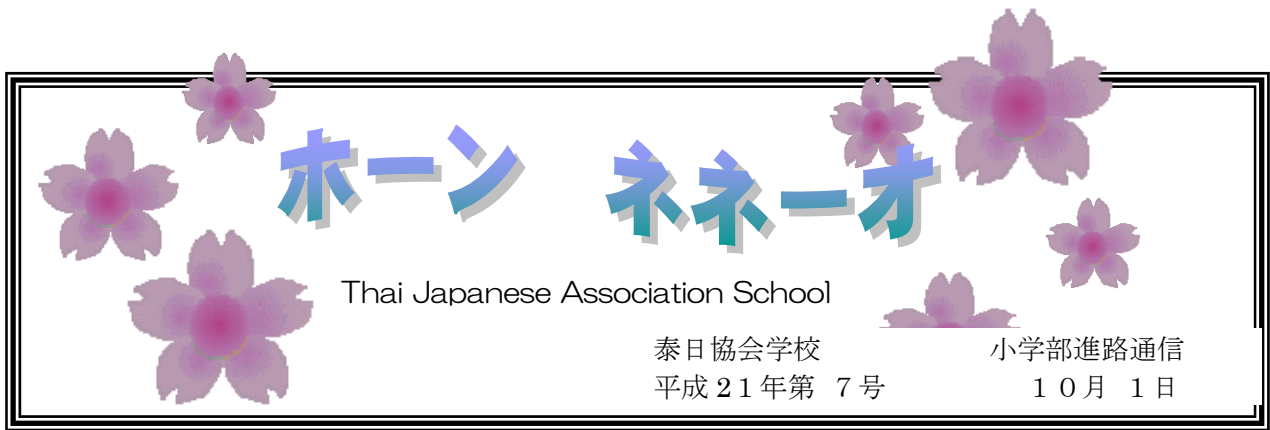 ホーン　ネネーオ
Thai Japanese Association School
泰日協会学校　小学部進路通信
平成21年第 7号　10月 1日